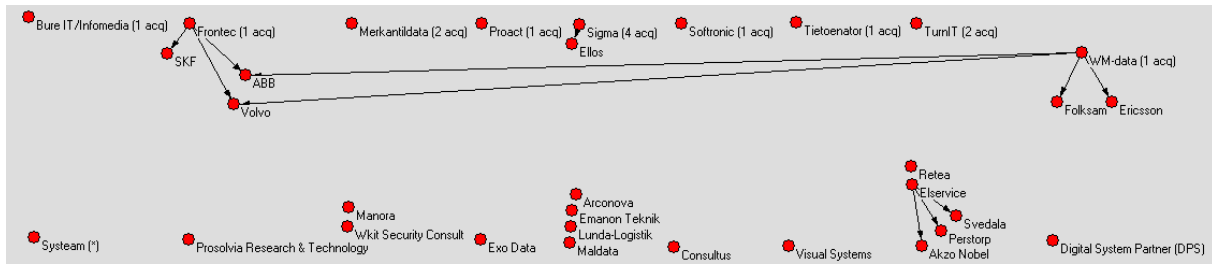 Bure IT/Infomedia (1 acq)
Frontec (1 acq)
Merkantildata (2 acq)
Proact (1 acq)
Sigma (4 acq)
Softronic (1 acq)
Tietoenator (1 acq)
TurnIT (2 acq)
Ellos
SKF
WM-data (1 acq)
ABB
Volvo
Folksam
Ericsson
Retea
Elservice
Arconova
Manora
Emanon Teknik
Svedala
Wkit Security Consult
Lunda-Logistik
Perstorp
Systeam (*)
Prosolvia Research & Technology
Exo Data
Maldata
Consultus
Visual Systems
Akzo Nobel
Digital System Partner (DPS)